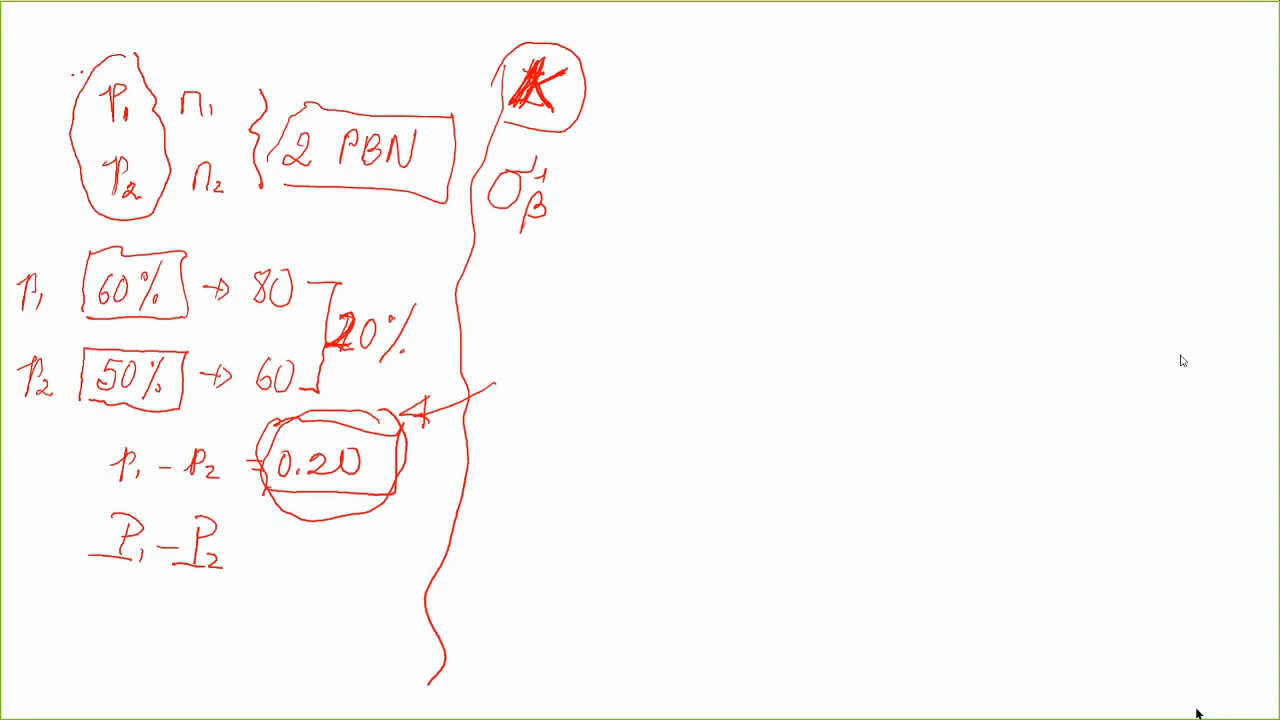 p₁ n₁
p₂ n₂
2 PBN
p₁ 60% → 80
20%
p₂ 50% → 60
p₁ - p₂ = 0.20
P₁ - P₂
K
σβ